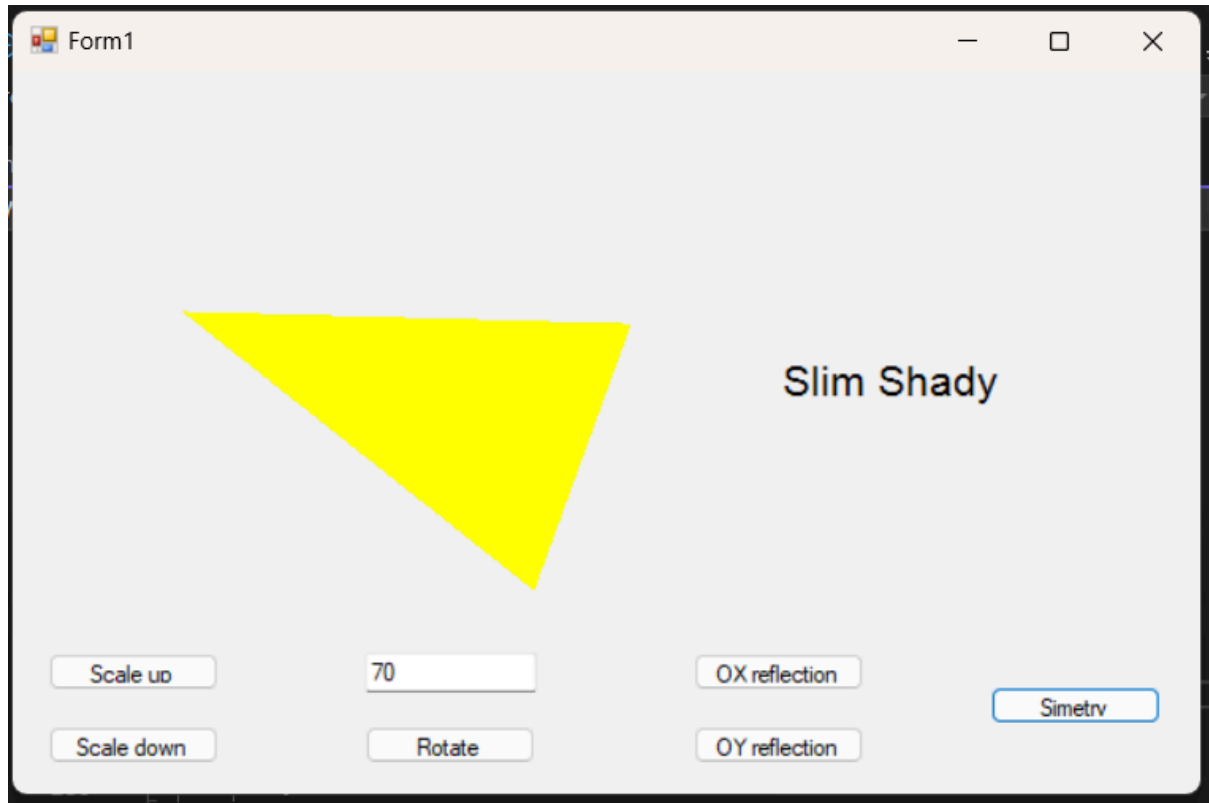 Form1
Slim Shady
Scale up
70
OX reflection
Simetry
Scale down
Rotate
OY reflection